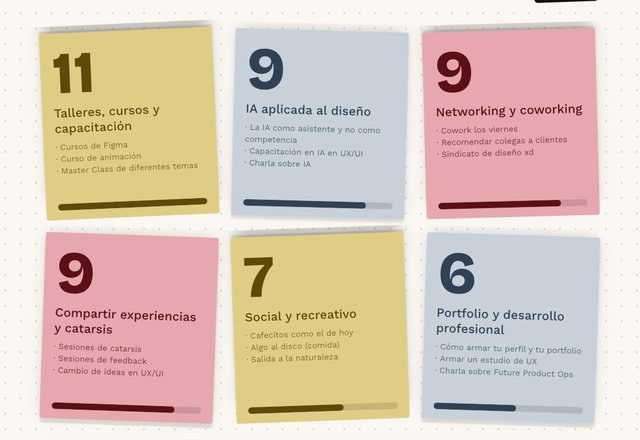 11
Talleres, cursos y
capacitación
· Cursos de Figma
· Curso de animación
· Master Class de diferentes temas
9
IA aplicada al diseño
· La IA como asistente y no como
competencia
· Capacitación en IA en UX/UI
· Charla sobre IA
9
Networking y coworking
· Cowork los viernes
· Recomendar colegas a clientes
· Sindicato de diseño xd
9
Compartir experiencias
y catarsis
· Sesiones de catarsis
· Sesiones de feedback
· Cambio de ideas en UX/UI
7
Social y recreativo
· Cafecitos como el de hoy
· Algo al disco (comida)
· Salida a la naturaleza
6
Portfolio y desarrollo
profesional
· Cómo armar tu perfil y tu portfolio
· Armar un estudio de UX
· Charla sobre Future Product Ops